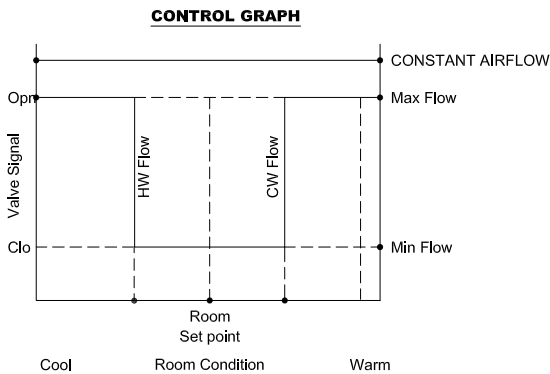 CONTROL GRAPH
CONSTANT AIRFLOW
Opn
Max Flow
Valve Signal
HW Flow
CW Flow
Clo
Min Flow
Room
Set point
Cool
Room Condition
Warm